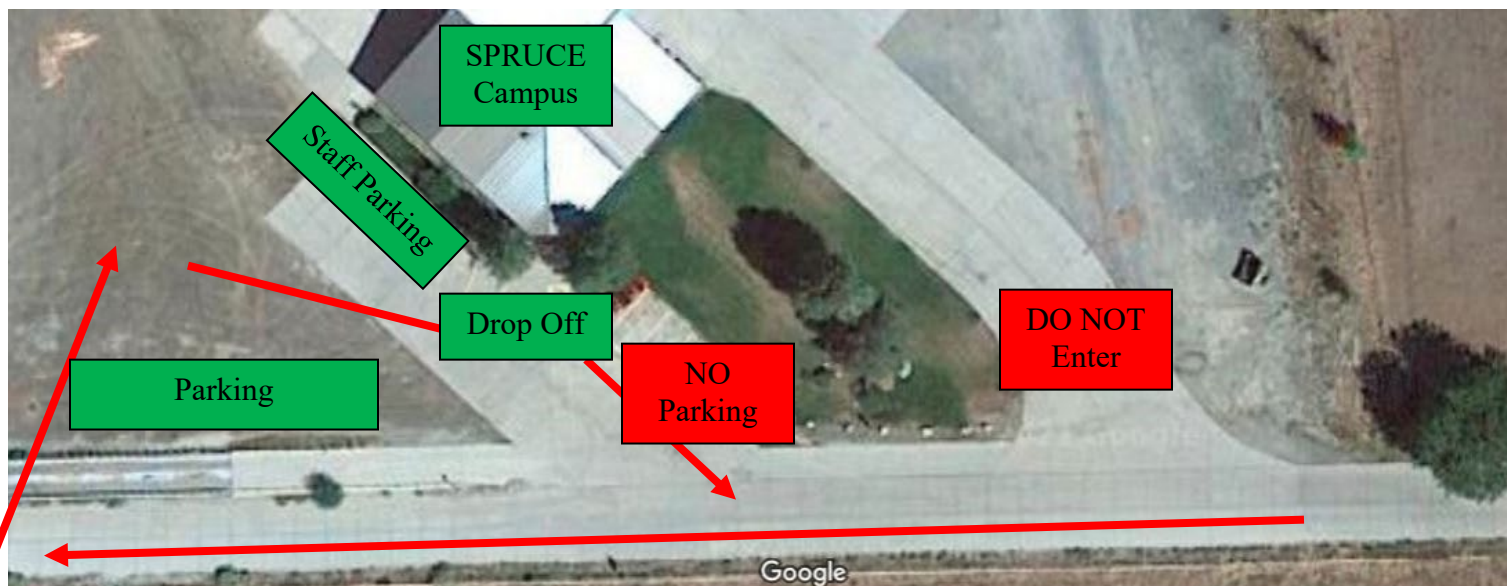 SPRUCE
Campus
Staff Parking
Drop Off
DO NOT
Enter
NO
Parking
Parking
Google